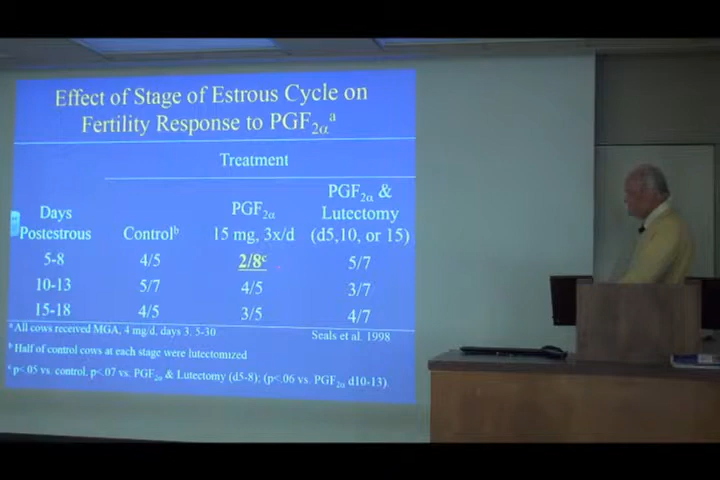 Effect of Stage of Estrous Cycle on
Fertility Response to PGF2αa
Treatment
Days Postestrous Controlb PGF2α 15 mg, 3x/d PGF2α & Lutectomy (d5,10, or 15)
5-8 4/5 2/8c 5/7
10-13 5/7 4/5 3/7
15-18 4/5 3/5 4/7
a All cows received MGA, 4 mg/d, days 3, 5-30
Seals et al. 1998
b Half of control cows at each stage were lutectomized
c p<.05 vs. control, p<.07 vs. PGF2α & Lutectomy (d5-8); (p<.06 vs. PGF2α d10-13).